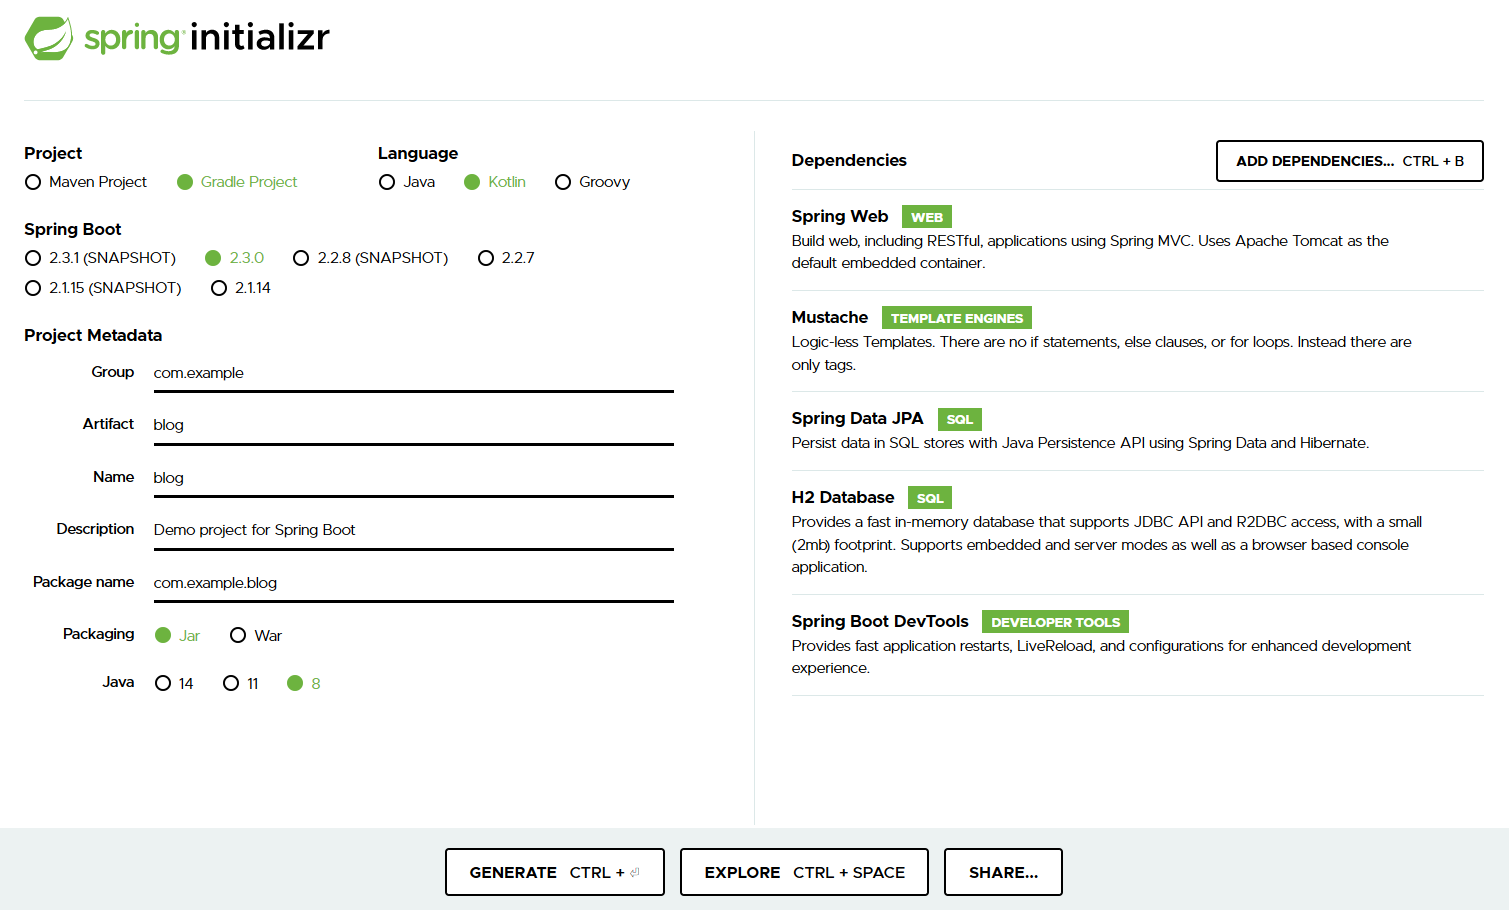 spring initializr
Project
Maven Project Gradle Project
Language
Java Kotlin Groovy
Spring Boot
2.3.1 (SNAPSHOT) 2.3.0 2.2.8 (SNAPSHOT) 2.2.7
2.1.15 (SNAPSHOT) 2.1.14
Project Metadata
Group com.example
Artifact blog
Name blog
Description Demo project for Spring Boot
Package name com.example.blog
Packaging Jar War
Java 14 11 8
Dependencies ADD DEPENDENCIES... CTRL + B
Spring Web WEB
Build web, including RESTful, applications using Spring MVC. Uses Apache Tomcat as the
default embedded container.
Mustache TEMPLATE ENGINES
Logic-less Templates. There are no if statements, else clauses, or for loops. Instead there are
only tags.
Spring Data JPA SQL
Persist data in SQL stores with Java Persistence API using Spring Data and Hibernate.
H2 Database SQL
Provides a fast in-memory database that supports JDBC API and R2DBC access, with a small
(2mb) footprint. Supports embedded and server modes as well as a browser based console
application.
Spring Boot DevTools DEVELOPER TOOLS
Provides fast application restarts, LiveReload, and configurations for enhanced development
experience.
GENERATE CTRL + ⏎ EXPLORE CTRL + SPACE SHARE...